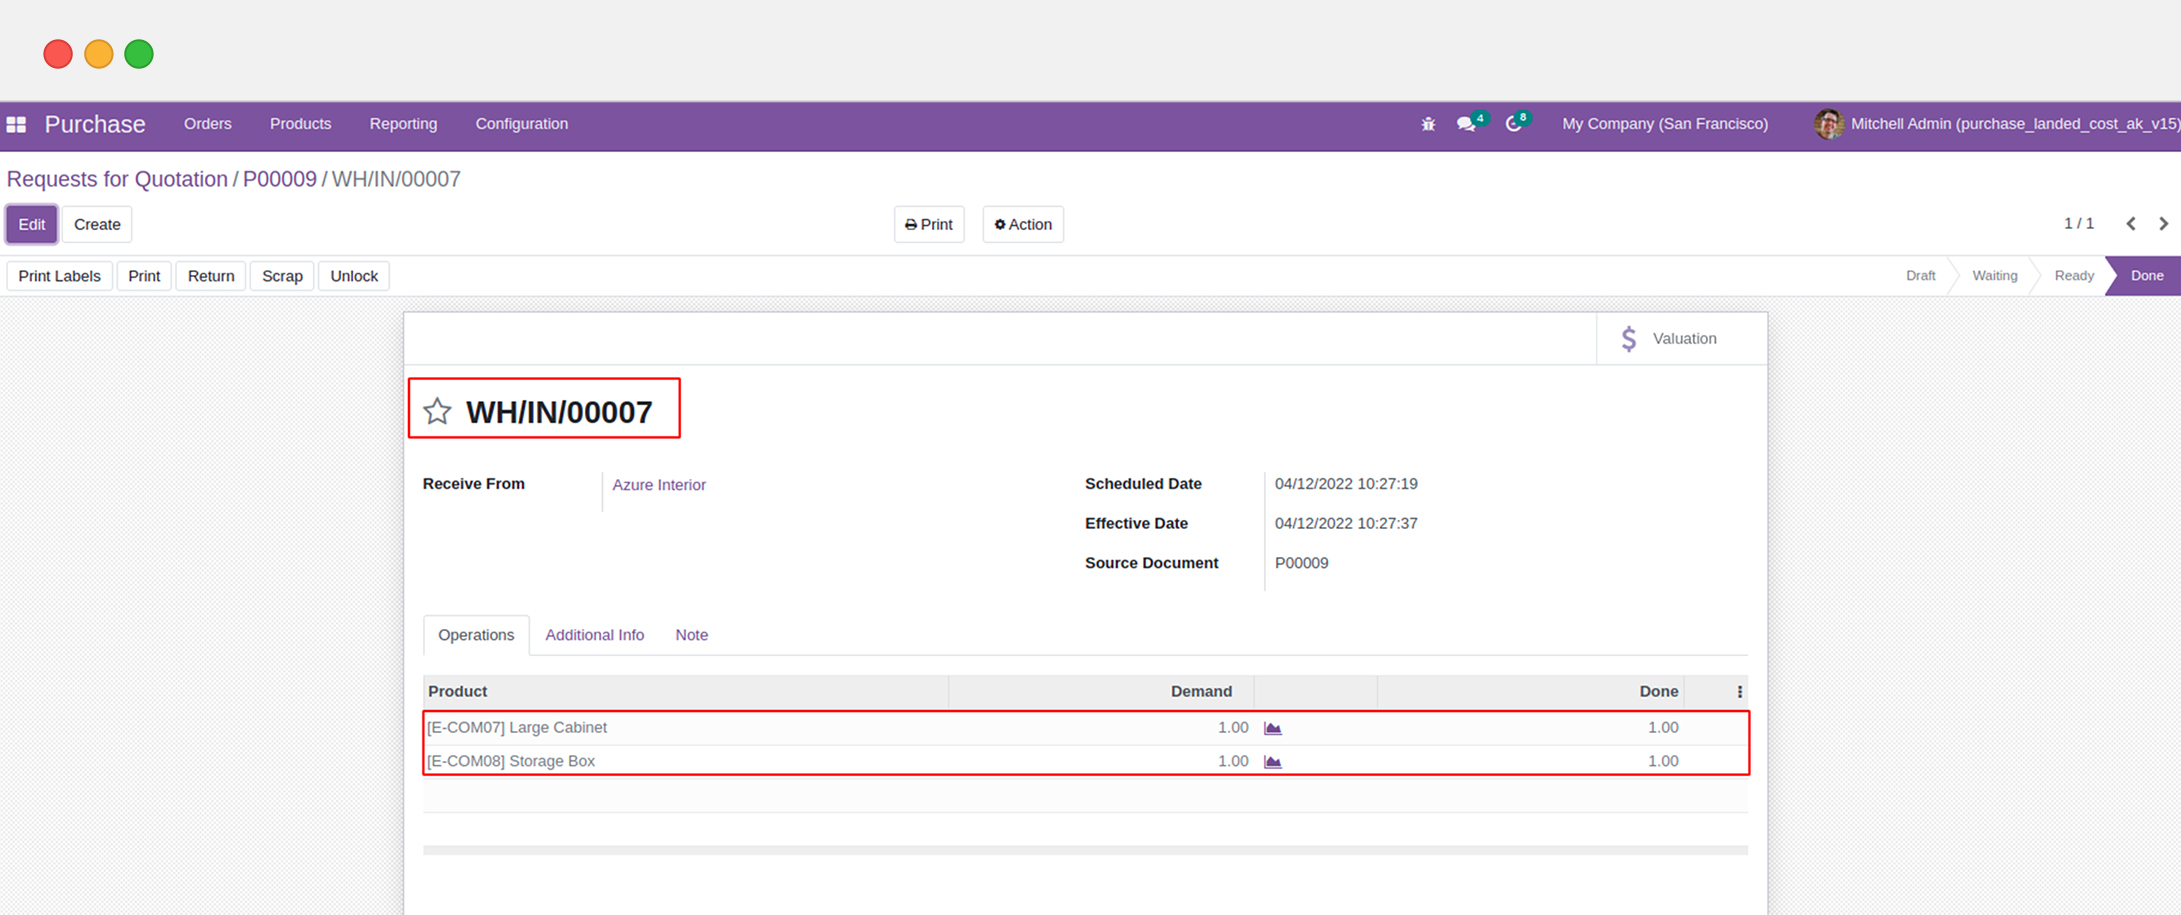 Purchase Orders Products Reporting Configuration 4 8 My Company (San Francisco) Mitchell Admin (purchase_landed_cost_ak_v15)
Requests for Quotation / P00009 / WH/IN/00007
Edit Create Print Action 1 / 1
Print Labels Print Return Scrap Unlock Draft Waiting Ready Done
$ Valuation
WH/IN/00007
Receive From Azure Interior Scheduled Date 04/12/2022 10:27:19
Effective Date 04/12/2022 10:27:37
Source Document P00009
Operations Additional Info Note
Product Demand Done
[E-COM07] Large Cabinet 1.00 1.00
[E-COM08] Storage Box 1.00 1.00